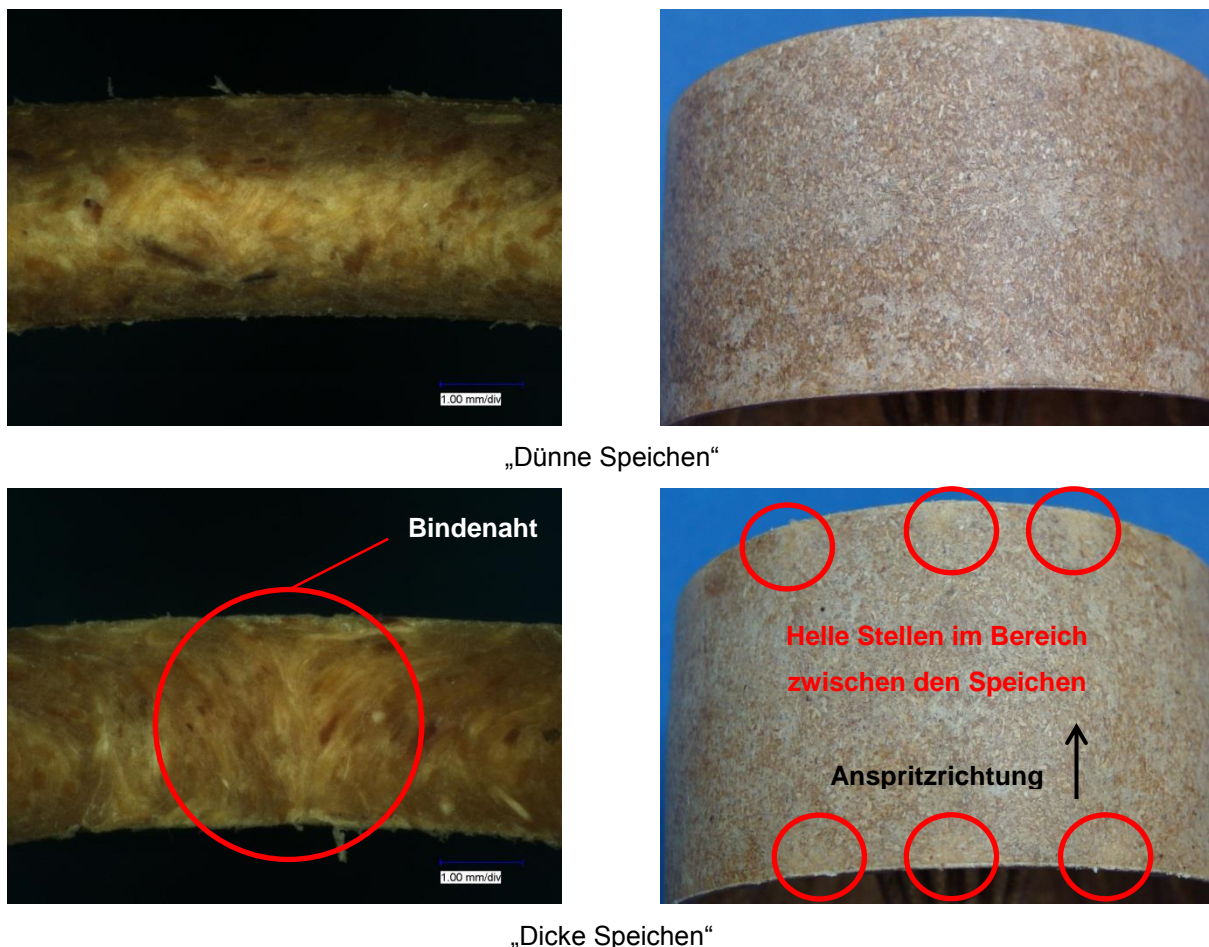 1.00 mm/div
„Dünne Speichen“
Bindenaht
1.00 mm/div
Helle Stellen im Bereich
zwischen den Speichen
Anspritzrichtung
„Dicke Speichen“